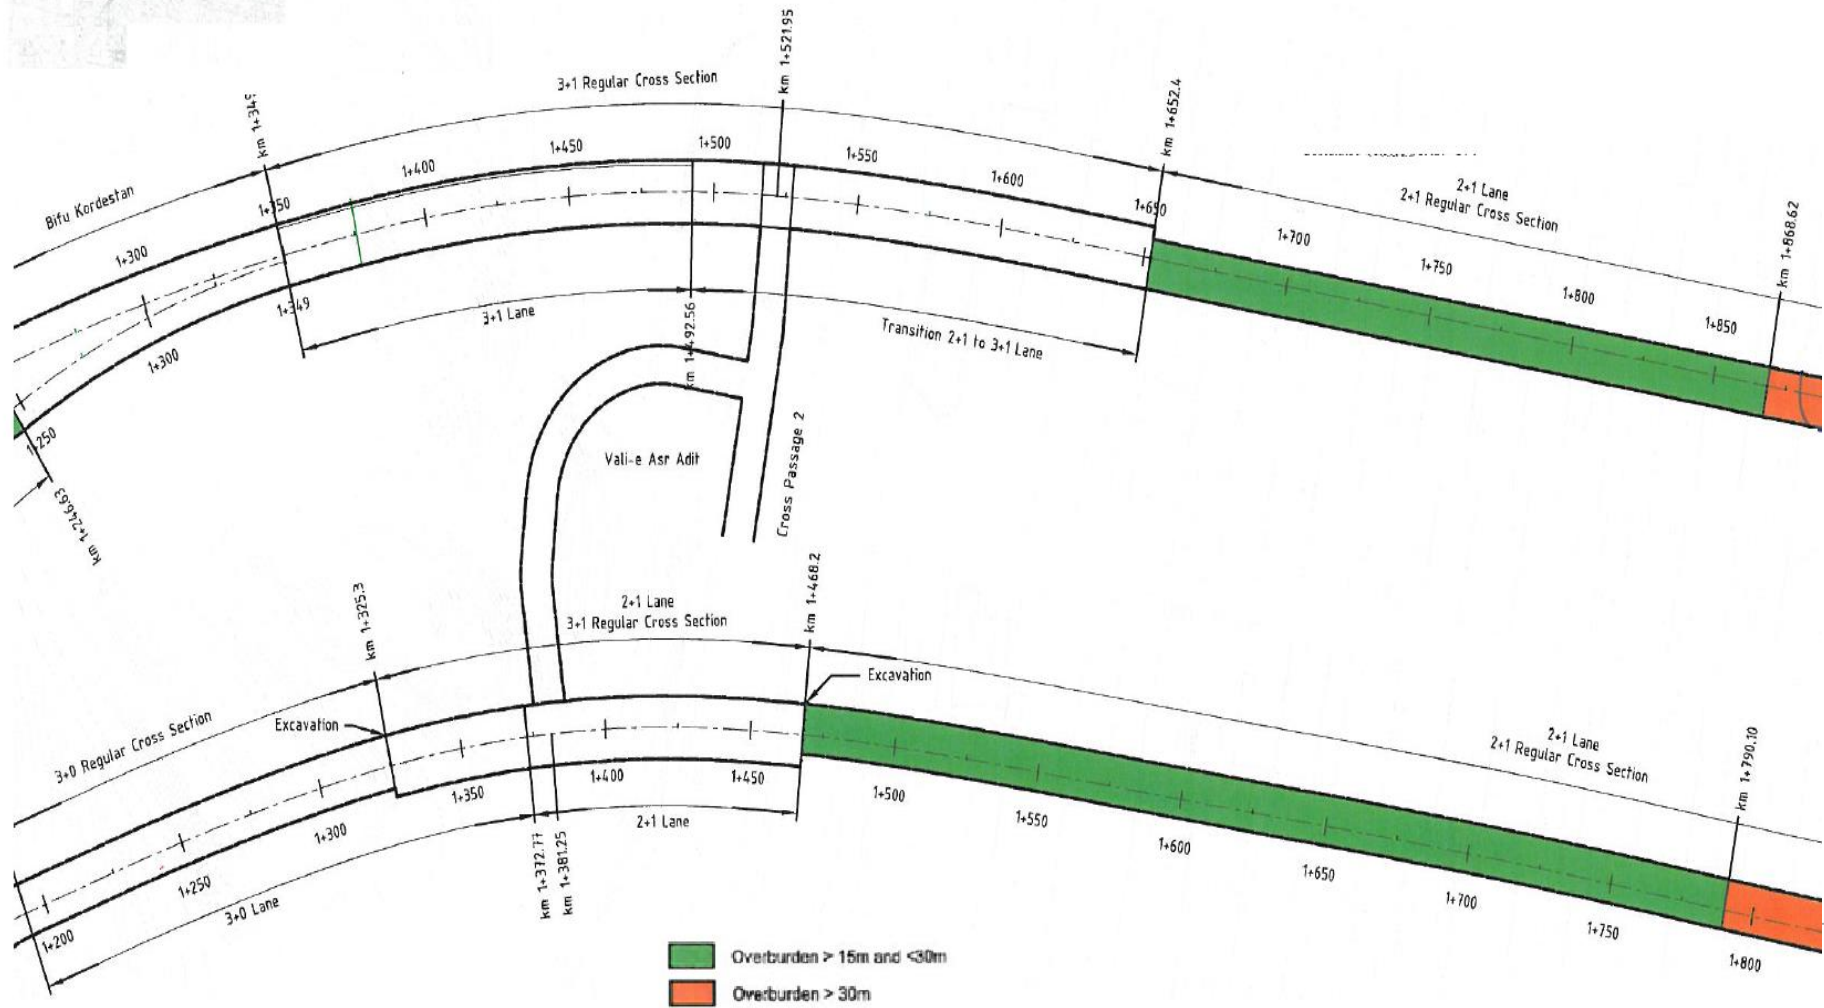 km 1+521.95
3+1 Regular Cross Section
km 1+652.4
km 1+349
1+400
1+450
1+500
1+550
1+600
1+650
2+1 Lane
2+1 Regular Cross Section
km 1+868.62
Bifu Kordestan
1+350
1+300
1+700
1+750
1+800
1+850
1+349
1+300
3+1 Lane
km 1+492.56
Transition 2+1 to 3+1 Lane
1+250
km 1+246.63
Vali-e Asr Adit
Cross Passage 2
km 1+325.3
2+1 Lane
3+1 Regular Cross Section
km 1+468.2
Excavation
3+0 Regular Cross Section
Excavation
2+1 Lane
2+1 Regular Cross Section
km 1+790.10
1+200
1+250
1+300
1+350
1+400
1+450
1+500
1+550
1+600
1+650
1+700
1+750
1+800
3+0 Lane
2+1 Lane
km 1+372.77
km 1+381.25
Overburden > 15m and <30m
Overburden > 30m